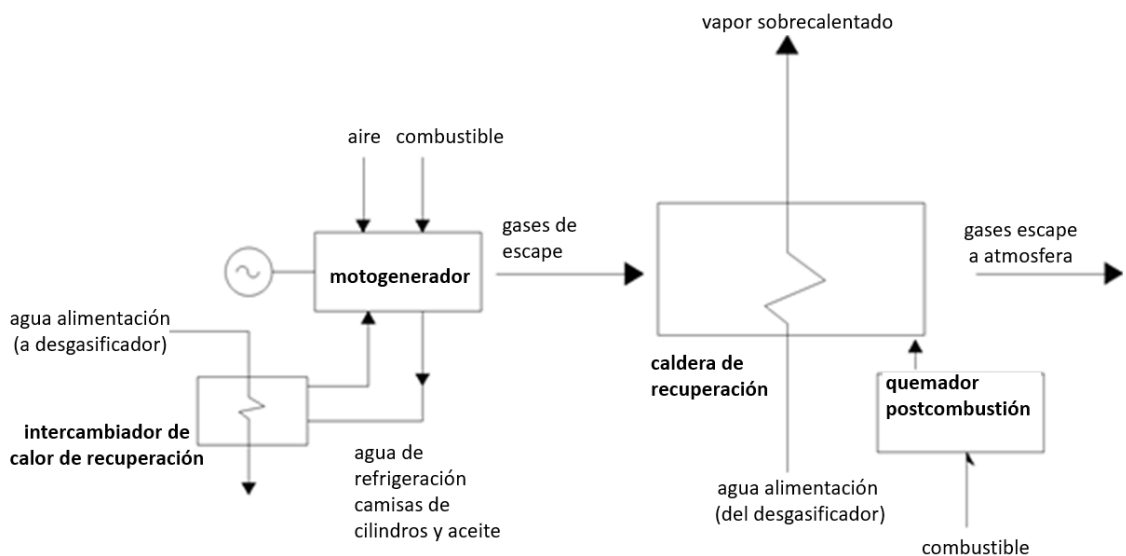 vapor sobrecalentado
aire
combustible
motogenerador
gases de
escape
gases escape
a atmosfera
agua alimentación
(a desgasificador)
caldera de
recuperación
quemador
postcombustión
intercambiador de
calor de recuperación
agua de
refrigeración
camisas de
cilindros y aceite
agua alimentación
(del desgasificador)
combustible